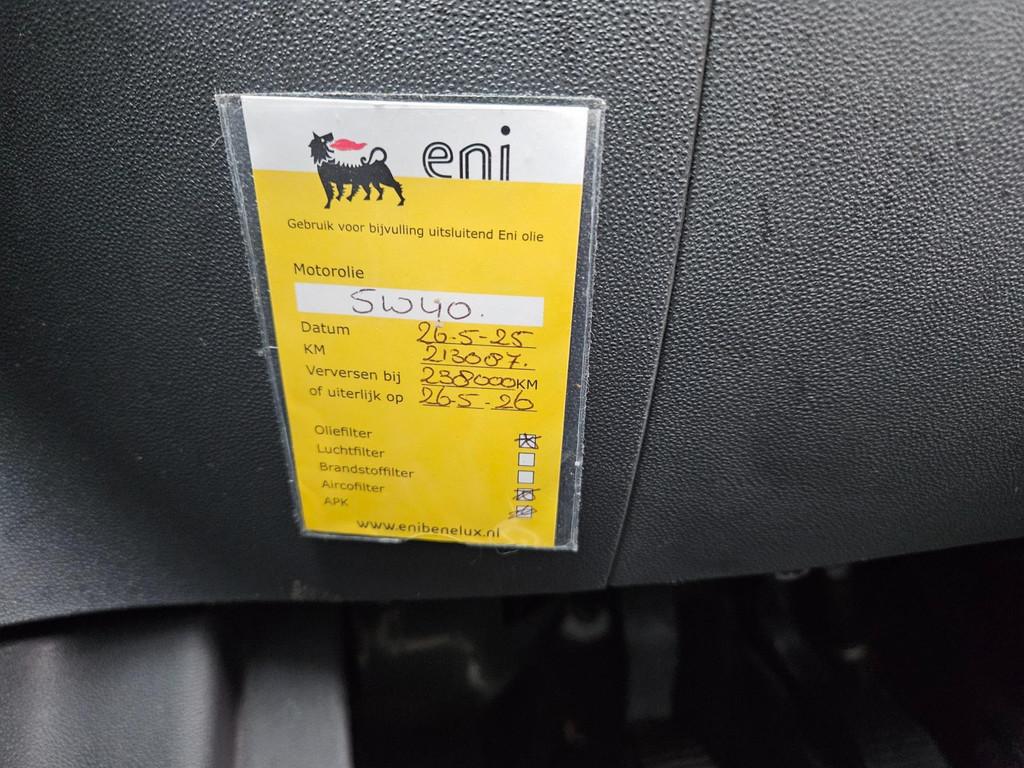 eni
Gebruik voor bijvulling uitsluitend Eni olie
Motorolie
5W40.
Datum 26-5-25
KM 213087.
Verversen bij 238000KM
of uiterlijk op 26-5-26
Oliefilter
Luchtfilter
Brandstoffilter
Aircofilter
APK
www.enibenelux.nl